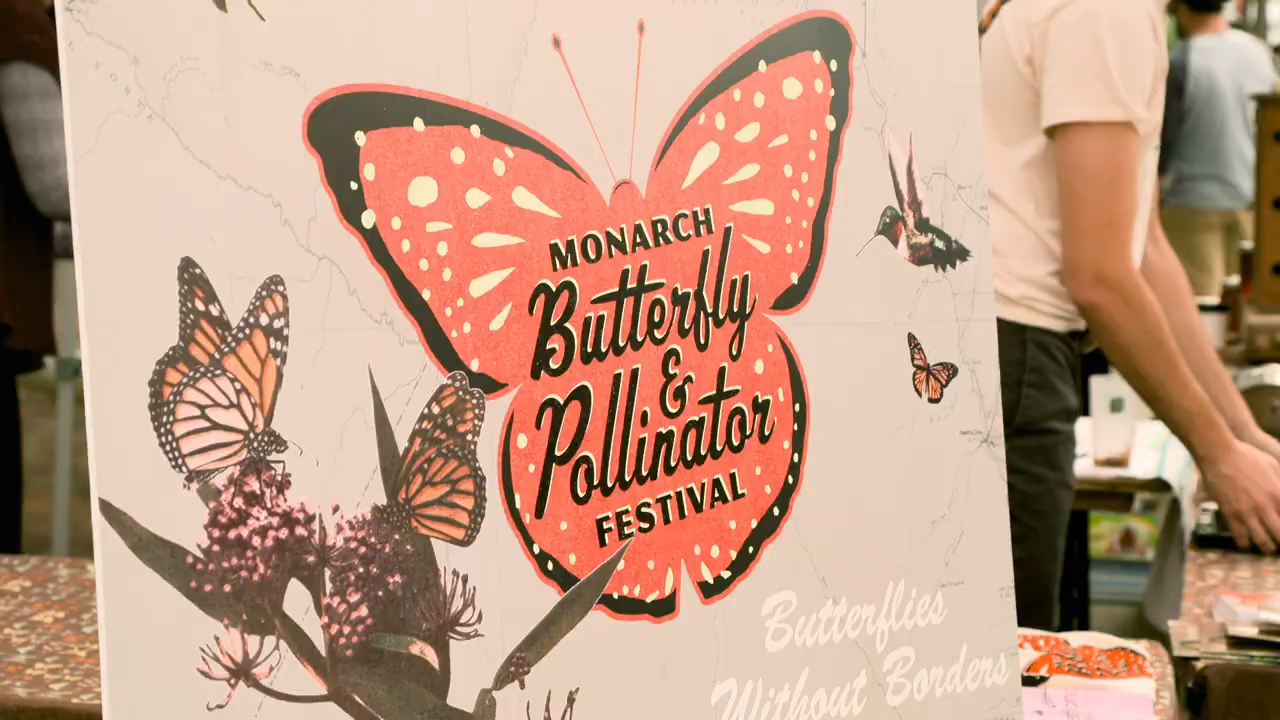 MONARCH
Butterfly
&
Pollinator
FESTIVAL
Butterflies
Without Borders